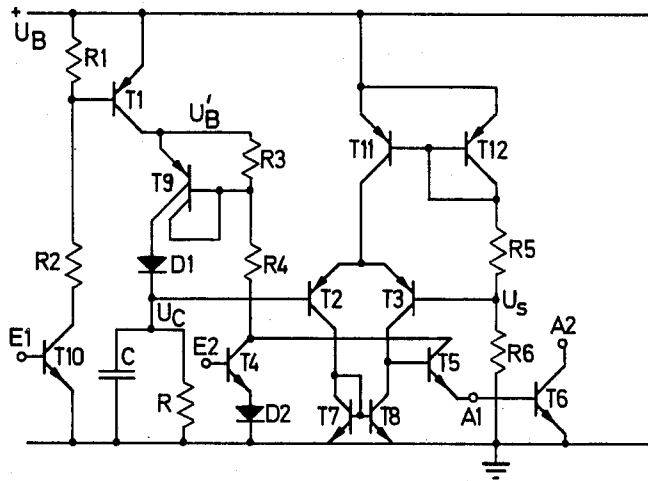 +
U_B
R1
T1
U'_B
R3
T9
T11
T12
R2
D1
R4
R5
T2
T3
U_C
U_s
E1
T10
C
E2
T4
T5
R6
A2
R
D2
T7
T8
A1
T6